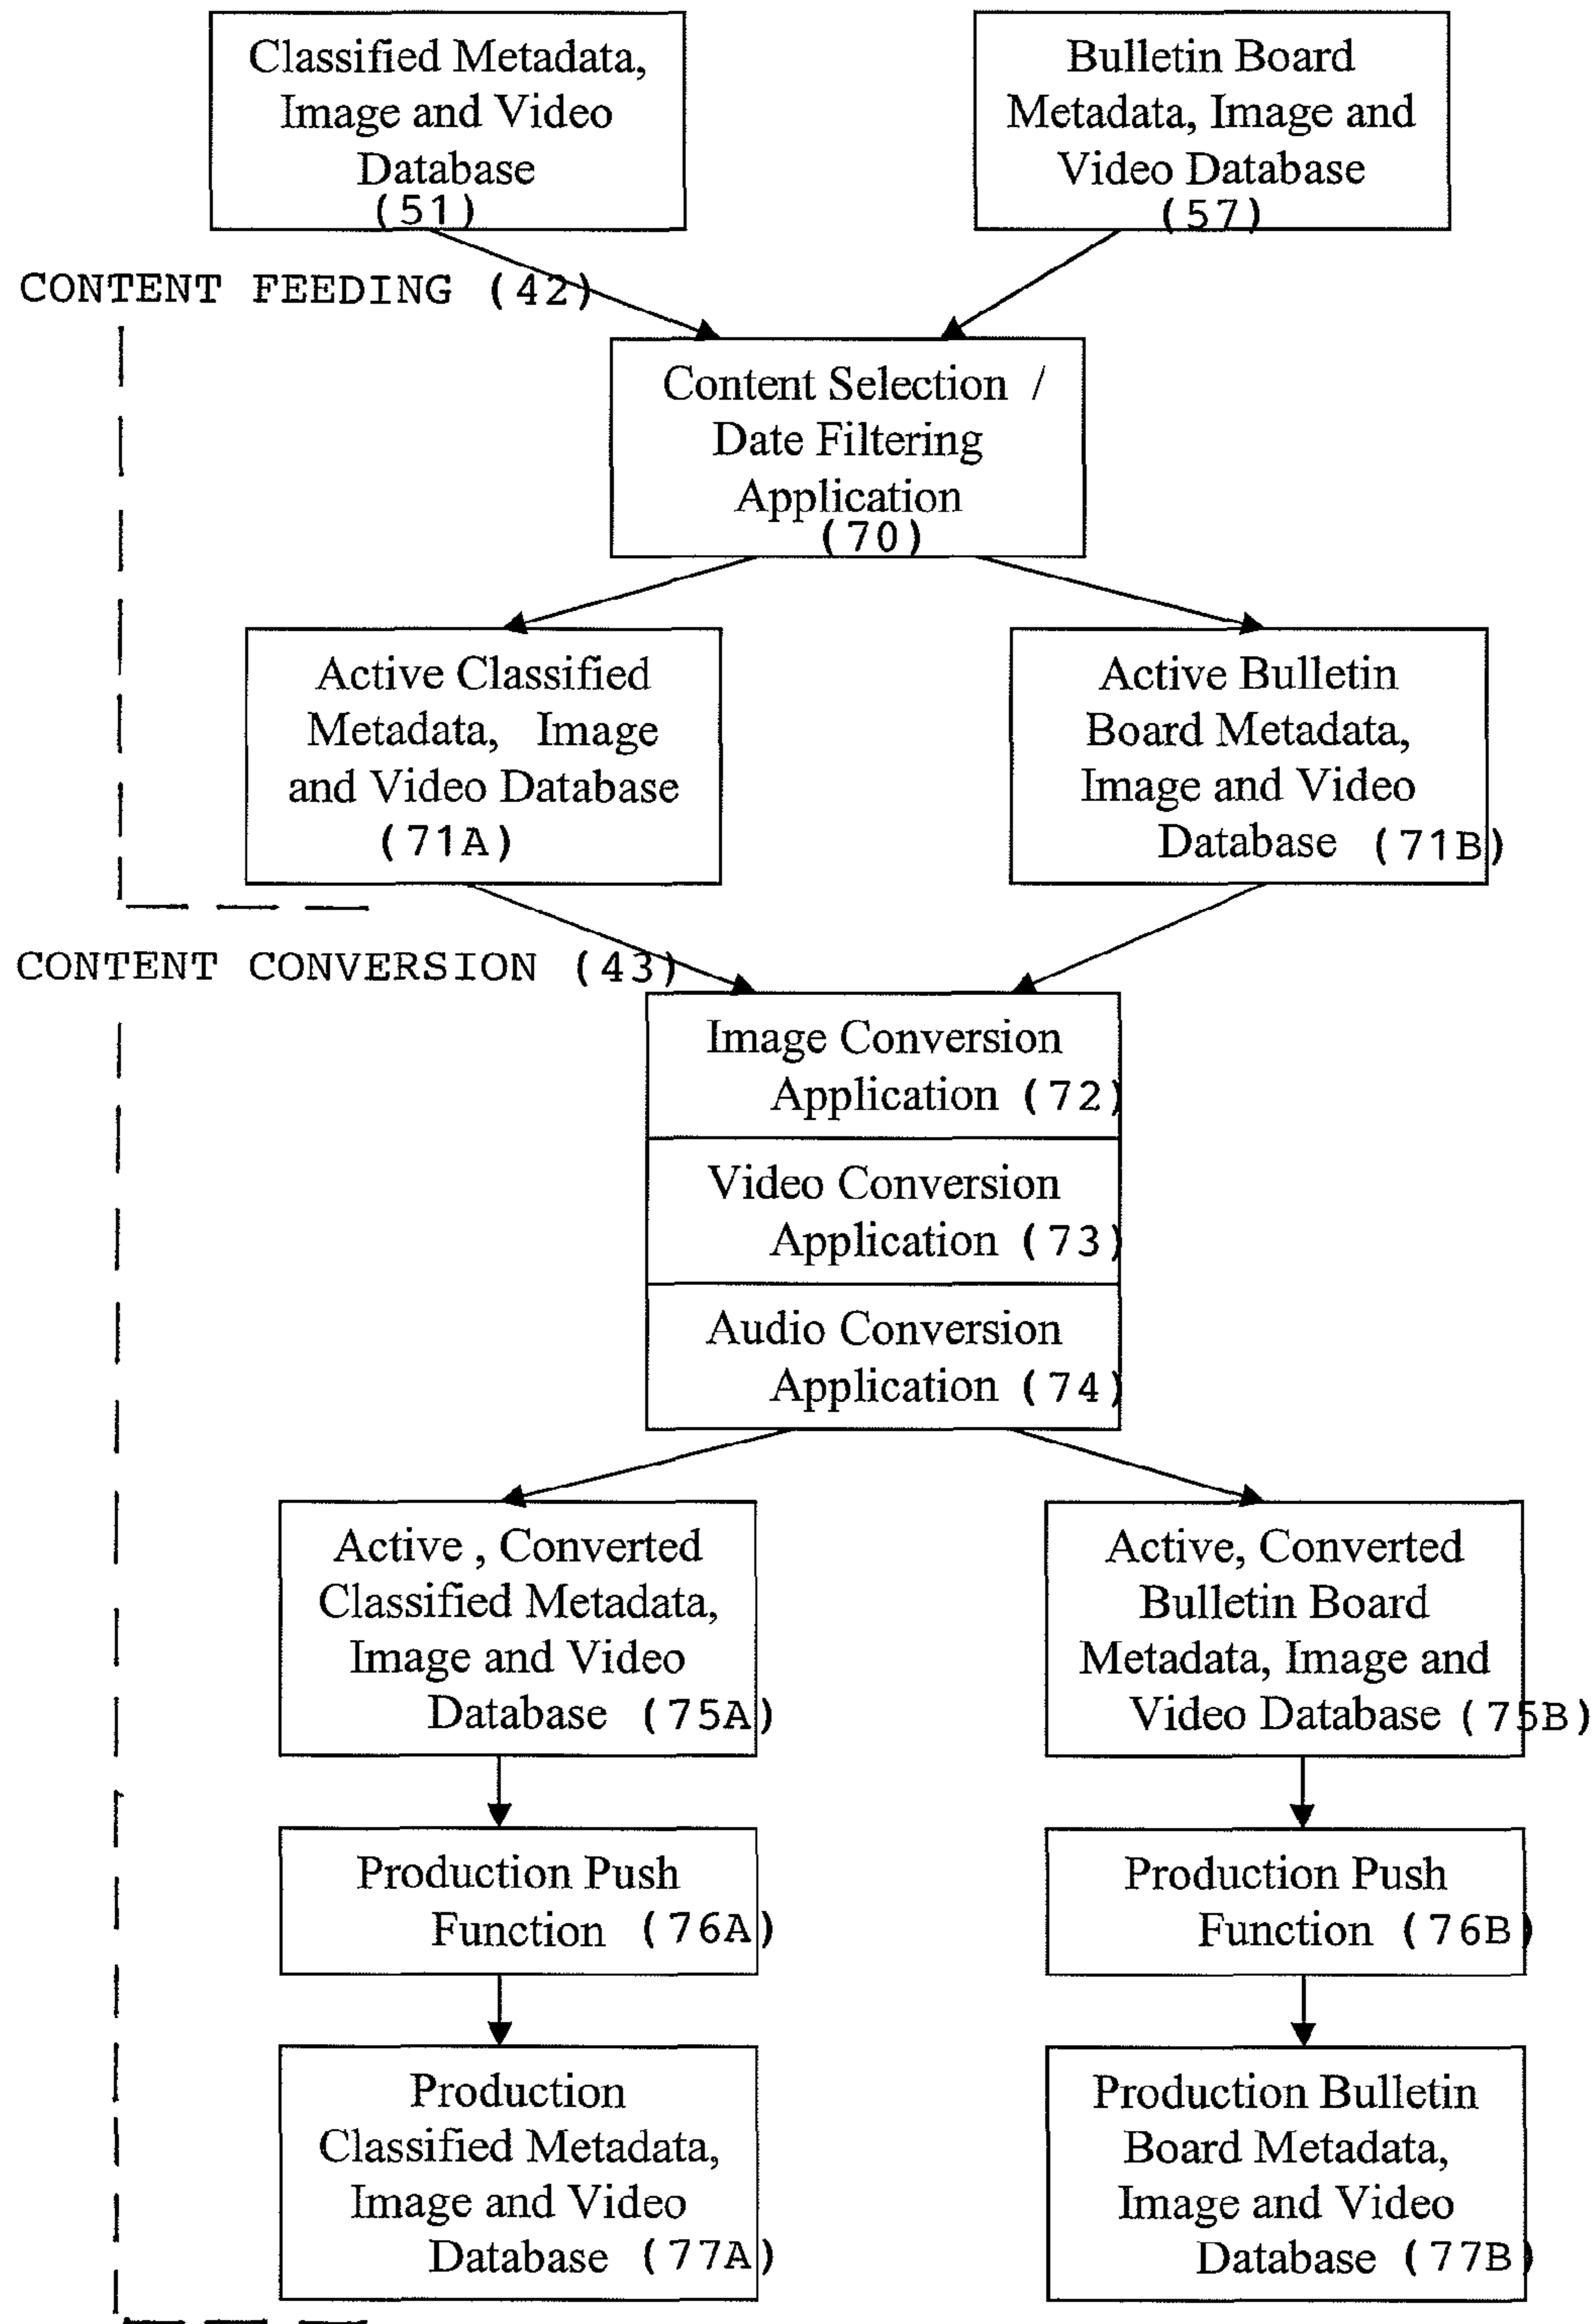 Classified Metadata,
Image and Video
Database
(51)
Bulletin Board
Metadata, Image and
Video Database
(57)
CONTENT FEEDING (42)
Content Selection /
Date Filtering
Application
(70)
Active Classified
Metadata, Image
and Video Database
(71A)
Active Bulletin
Board Metadata,
Image and Video
Database (71B)
CONTENT CONVERSION (43)
Image Conversion
Application (72)
Video Conversion
Application (73)
Audio Conversion
Application (74)
Active , Converted
Classified Metadata,
Image and Video
Database (75A)
Active, Converted
Bulletin Board
Metadata, Image and
Video Database (75B)
Production Push
Function (76A)
Production Push
Function (76B)
Production
Classified Metadata,
Image and Video
Database (77A)
Production Bulletin
Board Metadata,
Image and Video
Database (77B)